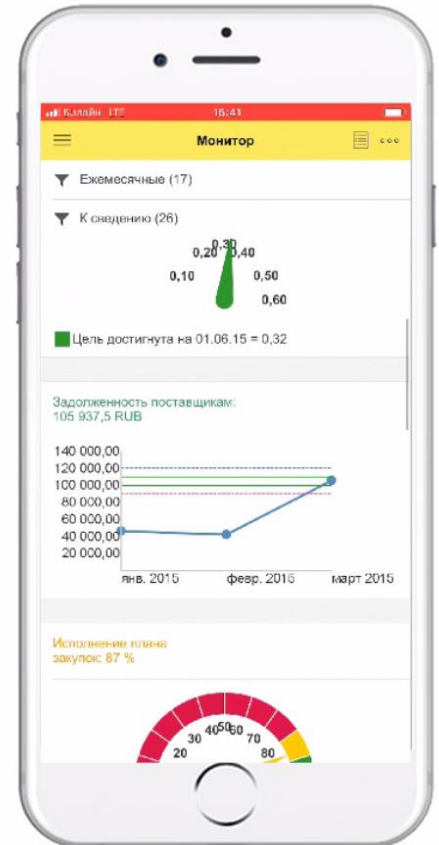 Билайн LTE 16:41
Монитор
Ежемесячные (17)
К сведению (26)
0,30
0,20 0,40
0,10 0,50
0,60
Цель достигнута на 01.06.15 = 0,32
Задолженность поставщикам:
105 937,5 RUB
140 000,00
120 000,00
100 000,00
80 000,00
60 000,00
40 000,00
20 000,00
янв. 2015 февр. 2015 март 2015
Исполнение плана
закупок: 87 %
40 50 60
30 70
20 80